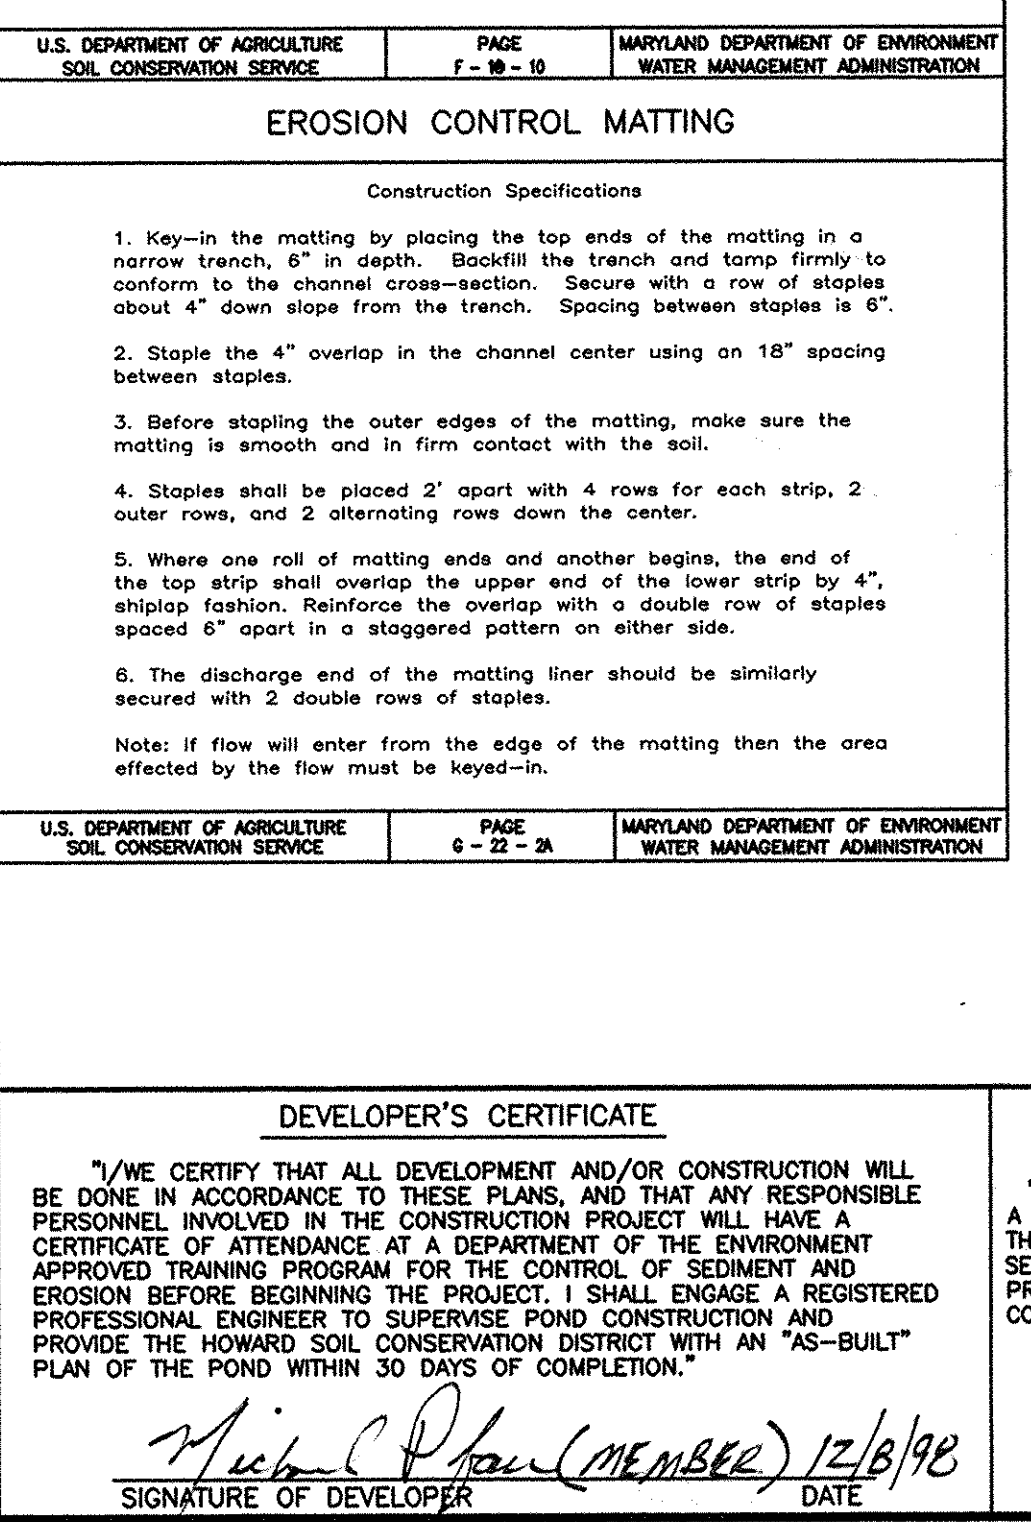 U.S. DEPARTMENT OF AGRICULTURE
SOIL CONSERVATION SERVICE
PAGE
F - 10 - 10
MARYLAND DEPARTMENT OF ENVIRONMENT
WATER MANAGEMENT ADMINISTRATION
EROSION CONTROL MATTING
Construction Specifications
1. Key-in the matting by placing the top ends of the matting in a
narrow trench, 6" in depth. Backfill the trench and tamp firmly to
conform to the channel cross-section. Secure with a row of staples
about 4" down slope from the trench. Spacing between staples is 6".
2. Staple the 4" overlap in the channel center using an 18" spacing
between staples.
3. Before stapling the outer edges of the matting, make sure the
matting is smooth and in firm contact with the soil.
4. Staples shall be placed 2' apart with 4 rows for each strip, 2
outer rows, and 2 alternating rows down the center.
5. Where one roll of matting ends and another begins, the end of
the top strip shall overlap the upper end of the lower strip by 4",
shiplap fashion. Reinforce the overlap with a double row of staples
spaced 6" apart in a staggered pattern on either side.
6. The discharge end of the matting liner should be similarly
secured with 2 double rows of staples.
Note: If flow will enter from the edge of the matting then the area
effected by the flow must be keyed-in.
U.S. DEPARTMENT OF AGRICULTURE
SOIL CONSERVATION SERVICE
PAGE
G - 22 - 2A
MARYLAND DEPARTMENT OF ENVIRONMENT
WATER MANAGEMENT ADMINISTRATION
DEVELOPER'S CERTIFICATE
"I/WE CERTIFY THAT ALL DEVELOPMENT AND/OR CONSTRUCTION WILL
BE DONE IN ACCORDANCE TO THESE PLANS, AND THAT ANY RESPONSIBLE
PERSONNEL INVOLVED IN THE CONSTRUCTION PROJECT WILL HAVE A
CERTIFICATE OF ATTENDANCE AT A DEPARTMENT OF THE ENVIRONMENT
APPROVED TRAINING PROGRAM FOR THE CONTROL OF SEDIMENT AND
EROSION BEFORE BEGINNING THE PROJECT. I SHALL ENGAGE A REGISTERED
PROFESSIONAL ENGINEER TO SUPERVISE POND CONSTRUCTION AND
PROVIDE THE HOWARD SOIL CONSERVATION DISTRICT WITH AN "AS-BUILT"
PLAN OF THE POND WITHIN 30 DAYS OF COMPLETION."
Michael Pfau (MEMBER) 12/8/98
SIGNATURE OF DEVELOPER
DATE
A
TH
SE
PR
CO